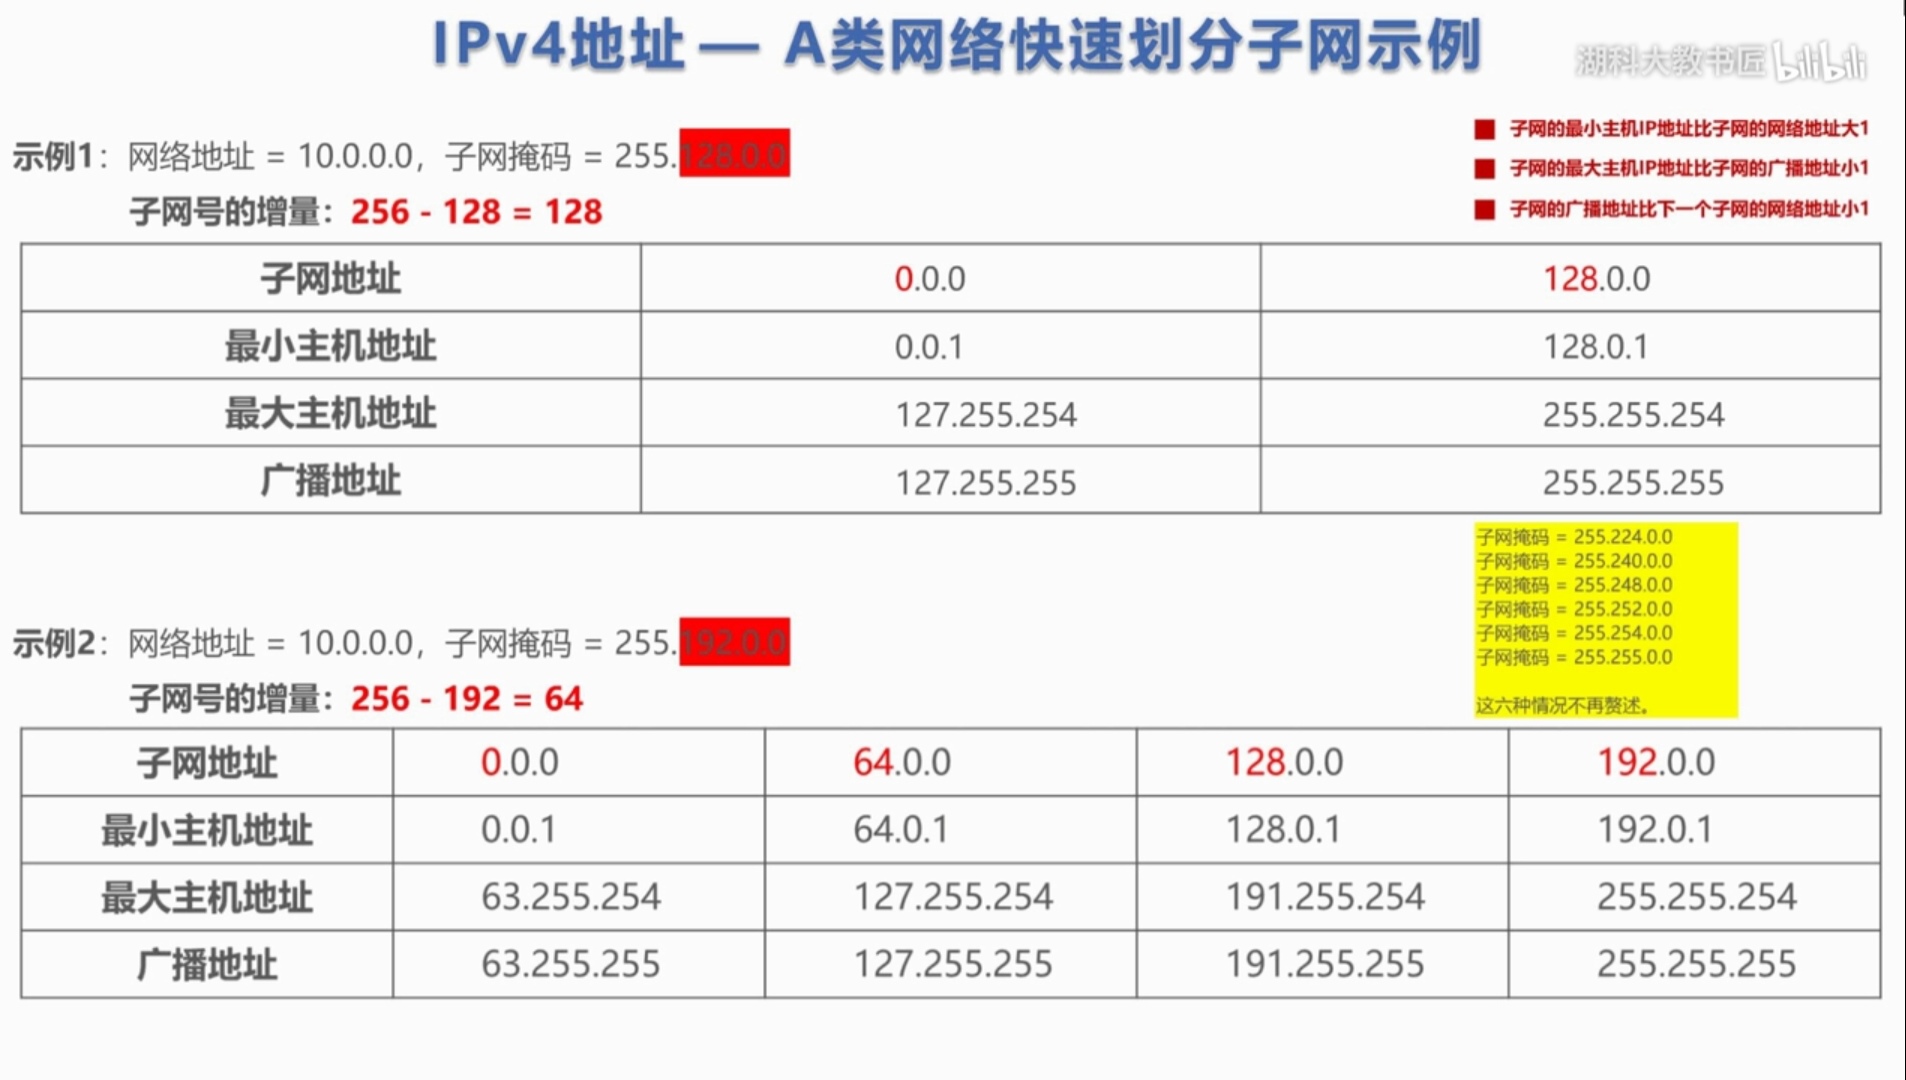 IPv4地址 — A类网络快速划分子网示例
湖科大教书匠 bilibili
■ 子网的最小主机IP地址比子网的网络地址大1
■ 子网的最大主机IP地址比子网的广播地址小1
■ 子网的广播地址比下一个子网的网络地址小1
示例1：网络地址 = 10.0.0.0，子网掩码 = 255.128.0.0
子网号的增量：256 - 128 = 128
子网地址 0.0.0 128.0.0
最小主机地址 0.0.1 128.0.1
最大主机地址 127.255.254 255.255.254
广播地址 127.255.255 255.255.255
子网掩码 = 255.224.0.0
子网掩码 = 255.240.0.0
子网掩码 = 255.248.0.0
子网掩码 = 255.252.0.0
子网掩码 = 255.254.0.0
子网掩码 = 255.255.0.0
这六种情况不再赘述。
示例2：网络地址 = 10.0.0.0，子网掩码 = 255.192.0.0
子网号的增量：256 - 192 = 64
子网地址 0.0.0 64.0.0 128.0.0 192.0.0
最小主机地址 0.0.1 64.0.1 128.0.1 192.0.1
最大主机地址 63.255.254 127.255.254 191.255.254 255.255.254
广播地址 63.255.255 127.255.255 191.255.255 255.255.255